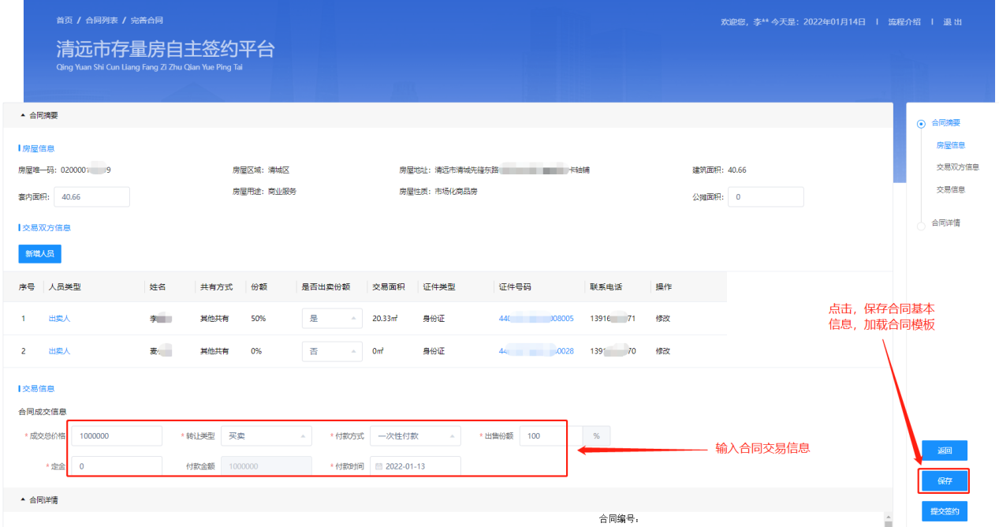 首页 / 合同列表 / 完善合同
欢迎您，李** 今天是：2022年01月14日 | 流程介绍 | 退 出
清远市存量房自主签约平台
Qing Yuan Shi Cun Liang Fang Zi Zhu Qian Yue Ping Tai
合同摘要
房屋信息
房屋唯一码：020000 9 房屋区域：清城区 房屋地址：清远市清城先锋东路 卡铀铺 建筑面积：40.66
套内面积： 40.66 房屋用途：商业服务 房屋性质：市场化商品房 公摊面积： 0
交易双方信息
新增人员
序号 人员类型 姓名 共有方式 份额 是否出卖份额 交易面积 证件类型 证件号码 联系电话 操作
1 出卖人 李 其他共有 50% 是 20.33㎡ 身份证 440 008005 13916 71 修改
2 出卖人 麦 其他共有 0% 否 0㎡ 身份证 44 0028 1391 70 修改
交易信息
合同成交信息
* 成交总价格 1000000 * 转让类型 买卖 * 付款方式 一次性付款 * 出售份额 100 %
* 定金 0 付款金额 1000000 * 付款时间 2022-01-13
输入合同交易信息
合同详情
合同编号：
合同摘要
房屋信息
交易双方信息
交易信息
合同详情
点击，保存合同基本
信息，加载合同模板
返回
保存
提交签约